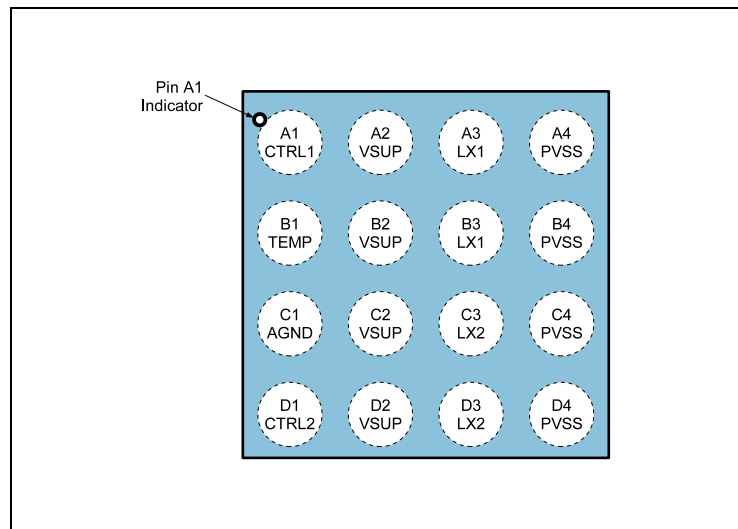 Pin A1
Indicator
A1
CTRL1
A2
VSUP
A3
LX1
A4
PVSS
B1
TEMP
B2
VSUP
B3
LX1
B4
PVSS
C1
AGND
C2
VSUP
C3
LX2
C4
PVSS
D1
CTRL2
D2
VSUP
D3
LX2
D4
PVSS